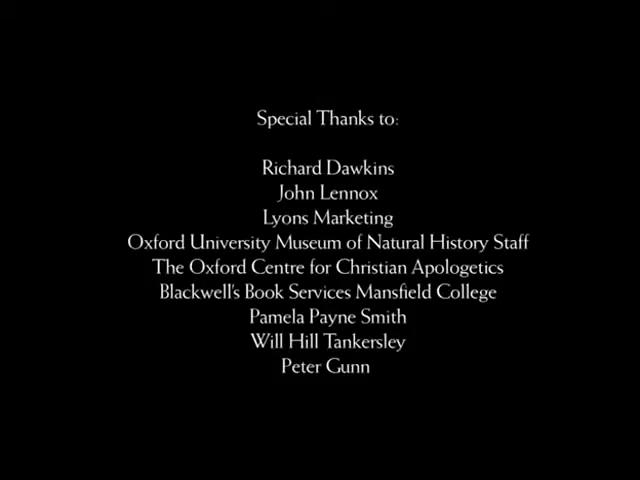 Special Thanks to:
Richard Dawkins
John Lennox
Lyons Marketing
Oxford University Museum of Natural History Staff
The Oxford Centre for Christian Apologetics
Blackwell's Book Services Mansfield College
Pamela Payne Smith
Will Hill Tankersley
Peter Gunn